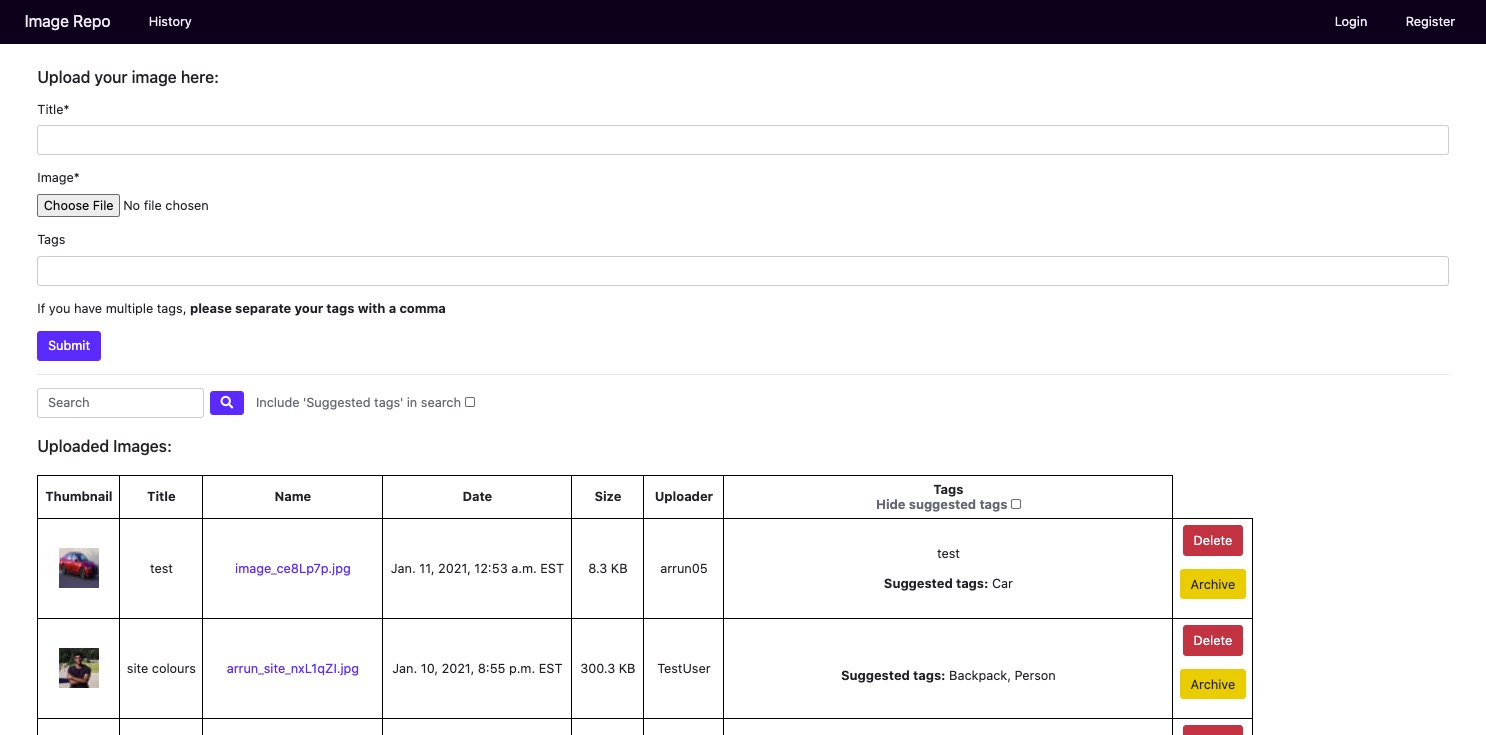 Image Repo History Login Register
Upload your image here:
Title*
Image*
Choose File No file chosen
Tags
If you have multiple tags, please separate your tags with a comma
Submit
Search Include 'Suggested tags' in search
Uploaded Images:
Thumbnail Title Name Date Size Uploader Tags
Hide suggested tags
test image_ce8Lp7p.jpg Jan. 11, 2021, 12:53 a.m. EST 8.3 KB arrun05 test
Suggested tags: Car
Delete
Archive
site colours arrun_site_nxL1qZI.jpg Jan. 10, 2021, 8:55 p.m. EST 300.3 KB TestUser
Suggested tags: Backpack, Person
Delete
Archive